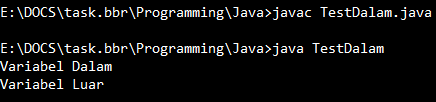 E:\DOCS\task.bbr\Programming\Java>javac TestDalam.java
E:\DOCS\task.bbr\Programming\Java>java TestDalam
Variabel Dalam
Variabel Luar